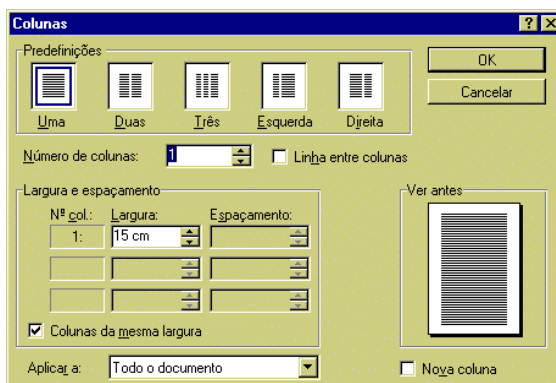 Colunas
Predefinições
Uma Duas Três Esquerda Direita
OK
Cancelar
Número de colunas: 1 Linha entre colunas
Largura e espaçamento
Nº col.: Largura: Espaçamento:
1: 15 cm
Colunas da mesma largura
Ver antes
Aplicar a: Todo o documento
Nova coluna